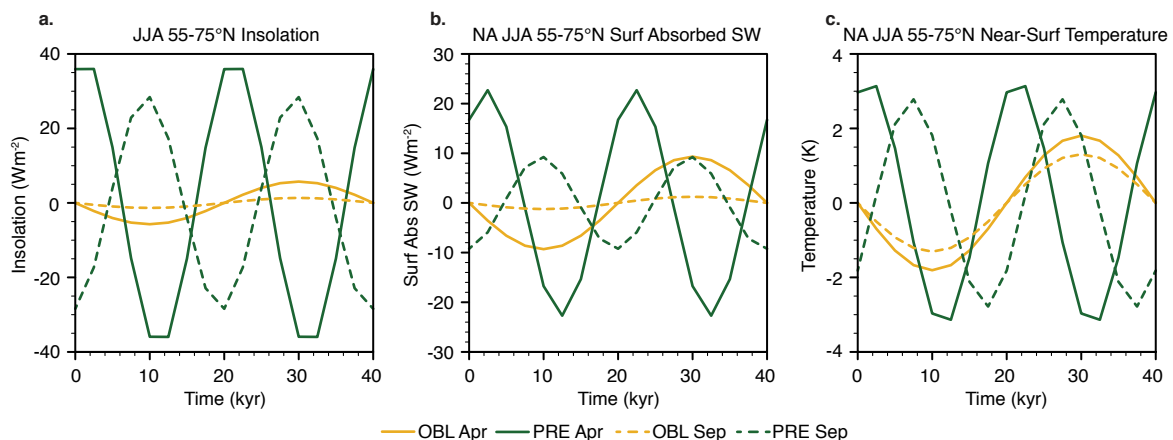 a.
JJA 55-75°N Insolation
40
20
0
-20
-40
Insolation (Wm-2)
0 10 20 30 40
Time (kyr)
b.
NA JJA 55-75°N Surf Absorbed SW
30
20
10
0
-10
-20
-30
Surf Abs SW (Wm-2)
0 10 20 30 40
Time (kyr)
c.
NA JJA 55-75°N Near-Surf Temperature
4
2
0
-2
-4
Temperature (K)
0 10 20 30 40
Time (kyr)
OBL Apr PRE Apr OBL Sep PRE Sep